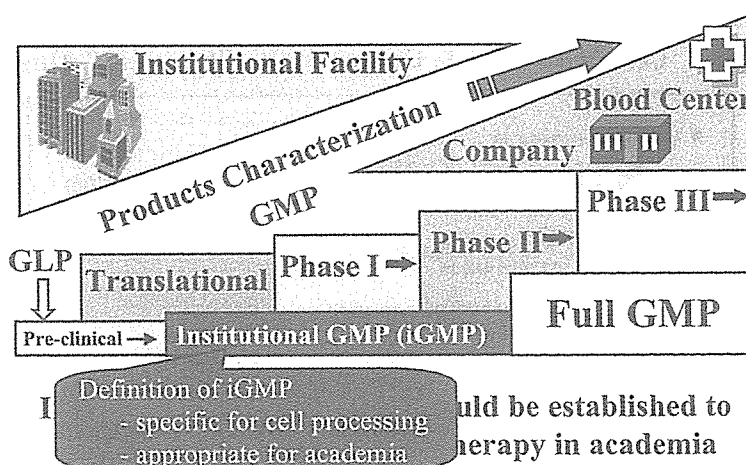 Institutional Facility
Blood Center
Company
Products Characterization
GMP
Phase III
Phase II
Phase I
Translational
GLP
Pre-clinical
Institutional GMP (iGMP)
Full GMP
Definition of iGMP
- specific for cell processing
- appropriate for academia
I
uld be established to
herapy in academia